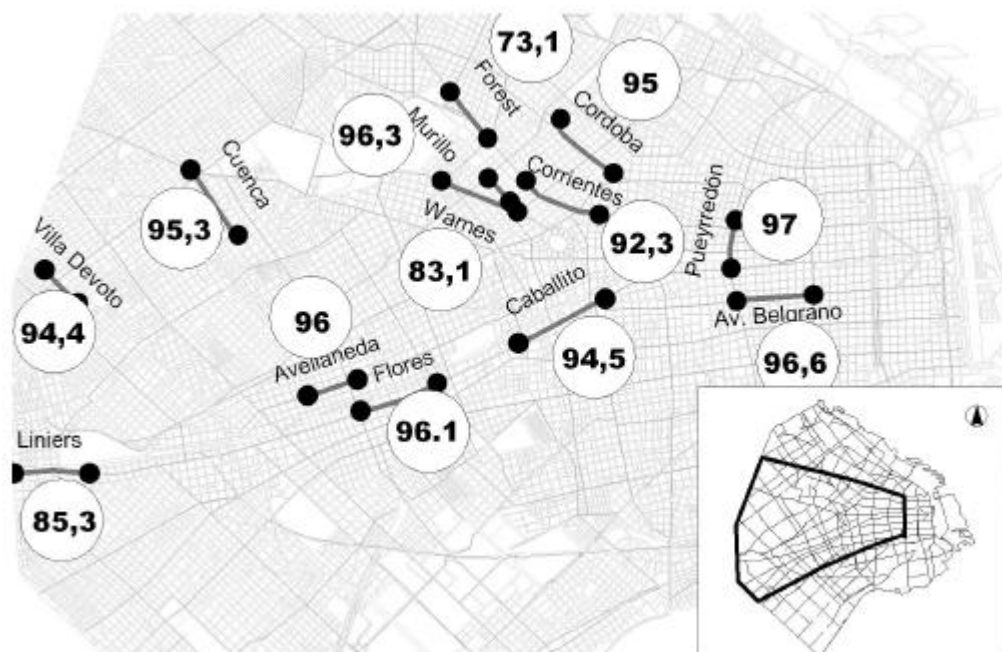 73,1
95
Forest
Cordoba
96,3
Murillo
Cuenca
Corrientes
97
Pueyrredón
95,3
Warnes
92,3
Villa Devoto
83,1
Caballito
96
Av. Belgrano
94,4
Avellaneda
Flores
94,5
96,6
96.1
Liniers
85,3